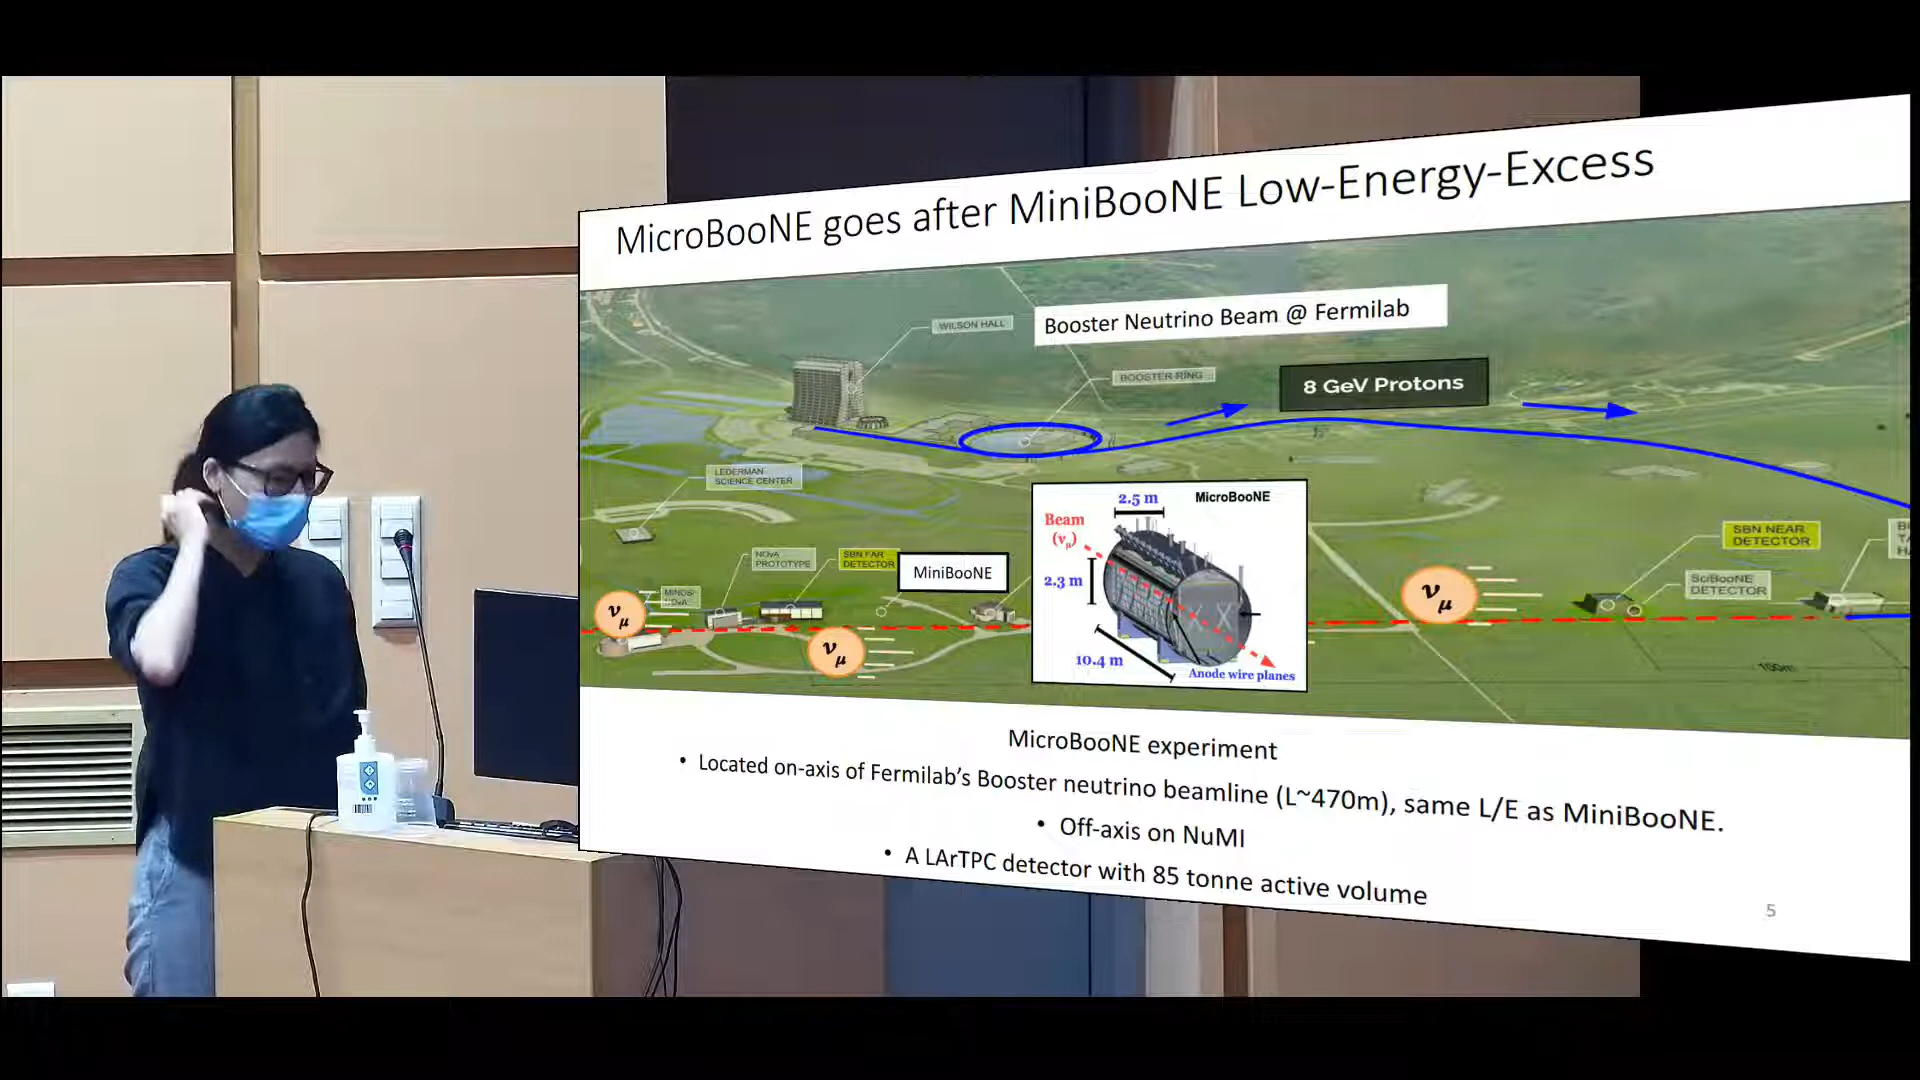 MicroBooNE goes after MiniBooNE Low-Energy-Excess
Booster Neutrino Beam @ Fermilab
WILSON HALL
BOOSTER RING
8 GeV Protons
LEDERMAN
SCIENCE CENTER
2.5 m
MicroBooNE
Beam
(νμ)
2.3 m
10.4 m
Anode wire planes
SBN NEAR
DETECTOR
SciBooNE
DETECTOR
NOvA
PROTOTYPE
SBN FAR
DETECTOR
MiniBooNE
MINOS
νμ
νμ
νμ
100m
MicroBooNE experiment
• Located on-axis of Fermilab's Booster neutrino beamline (L~470m), same L/E as MiniBooNE.
• Off-axis on NuMI
• A LArTPC detector with 85 tonne active volume
5